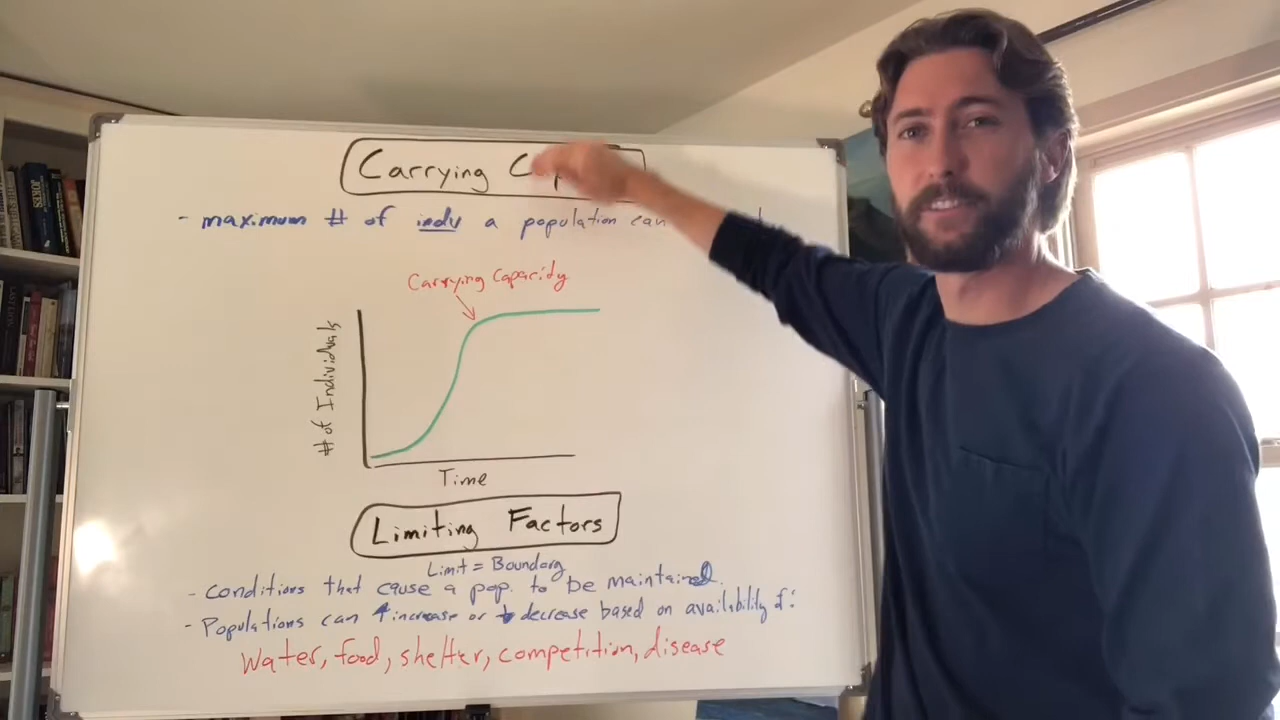 Carrying
- maximum # of indv a population can
Carrying Capacity
# of Individuals
Time
Limiting Factors
Limit = Boundary
- Conditions that cause a pop. to be maintained.
- Populations can ↑increase or ↓decrease based on availability of:
Water, food, shelter, competition, disease